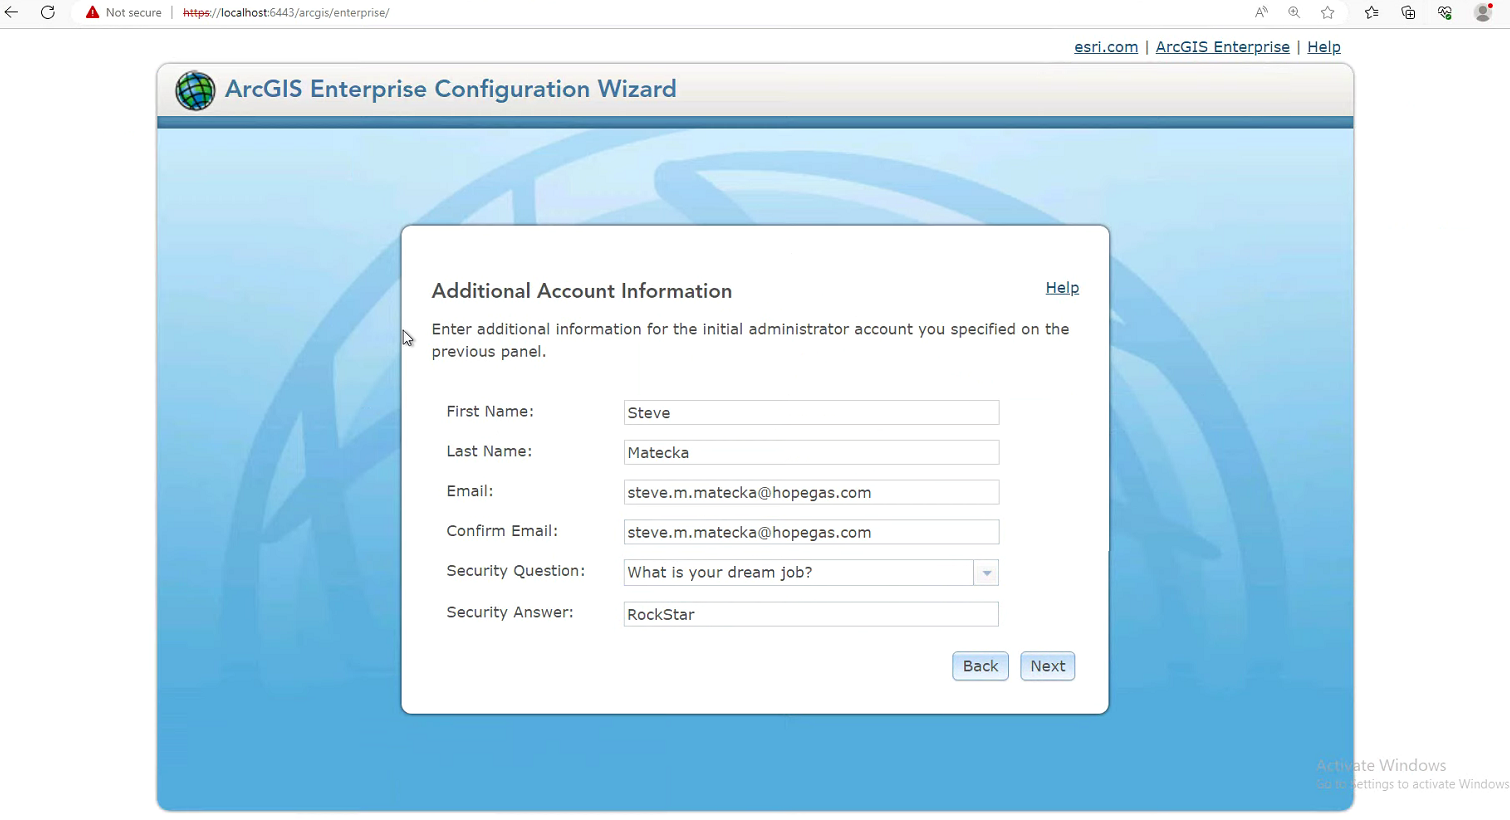 Not secure | https://localhost:6443/arcgis/enterprise/
esri.com | ArcGIS Enterprise | Help
ArcGIS Enterprise Configuration Wizard
Additional Account Information
Help
Enter additional information for the initial administrator account you specified on the
previous panel.
First Name: Steve
Last Name: Matecka
Email: steve.m.matecka@hopegas.com
Confirm Email: steve.m.matecka@hopegas.com
Security Question: What is your dream job?
Security Answer: RockStar
Back Next
Activate Windows
Go to Settings to activate Windows